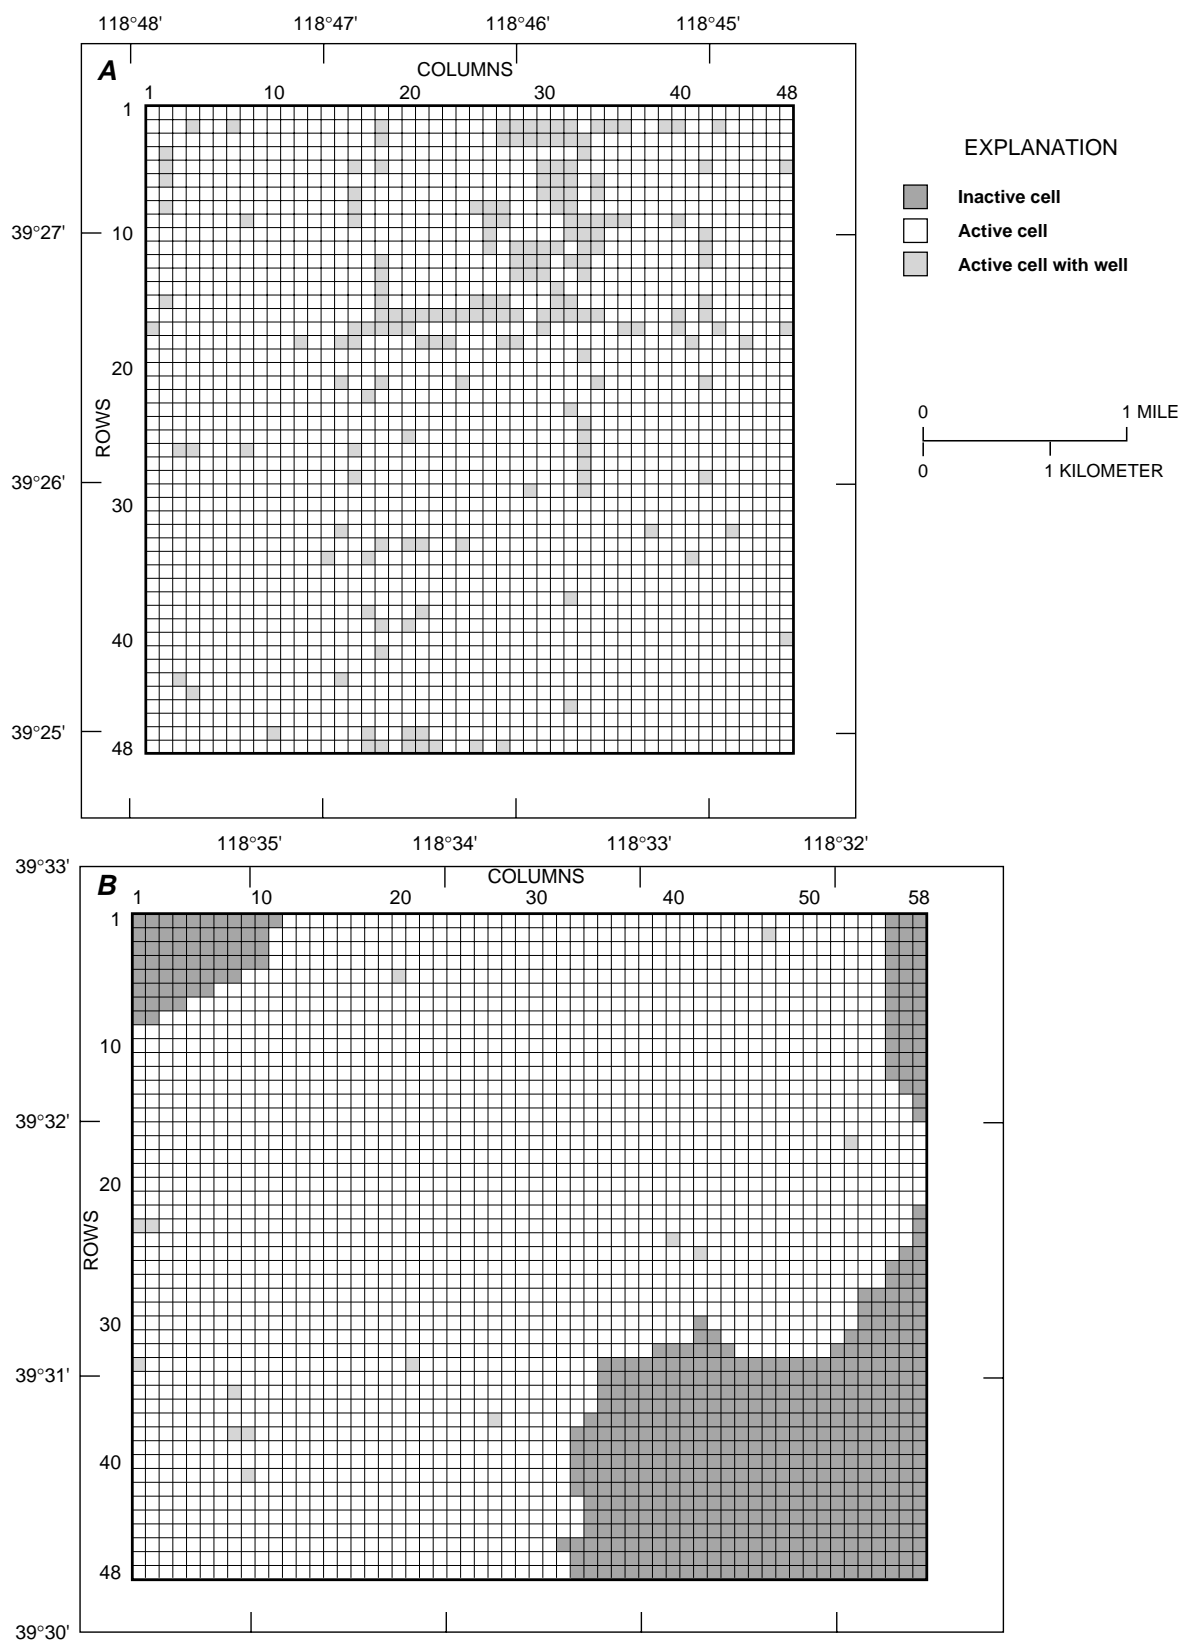 118°48' 118°47' 118°46' 118°45'
A
COLUMNS
1 10 20 30 40 48
1
10
20
30
40
48
ROWS
39°27'
39°26'
39°25'
EXPLANATION
Inactive cell
Active cell
Active cell with well
0 1 MILE
0 1 KILOMETER
118°35' 118°34' 118°33' 118°32'
39°33'
B
COLUMNS
1 10 20 30 40 50 58
1
10
20
30
40
48
ROWS
39°32'
39°31'
39°30'